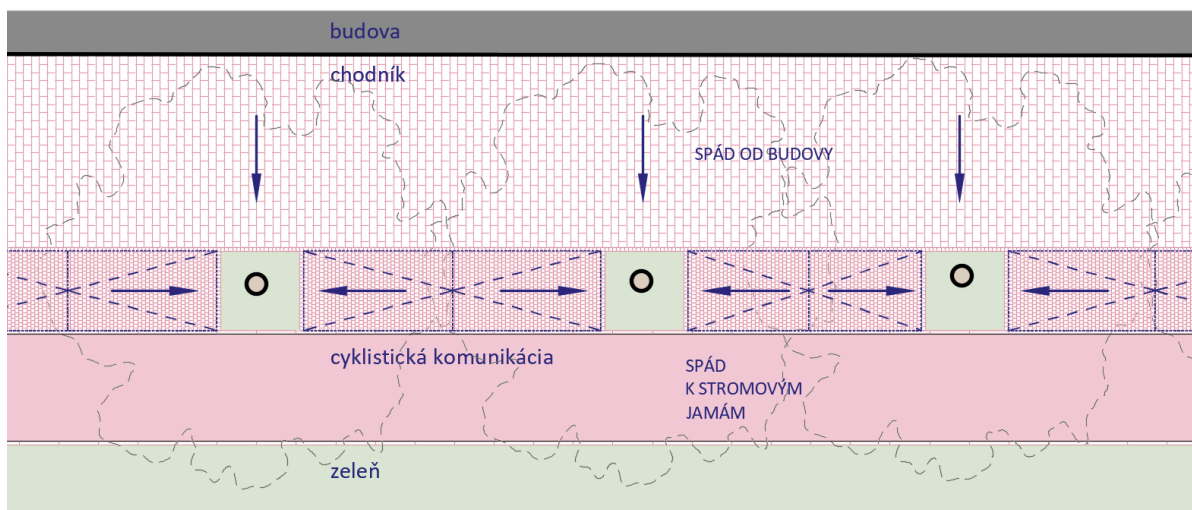 budova
chodník
SPÁD OD BUDOVY
cyklistická komunikácia
SPÁD
K STROMOVÝM
JAMÁM
zeleň